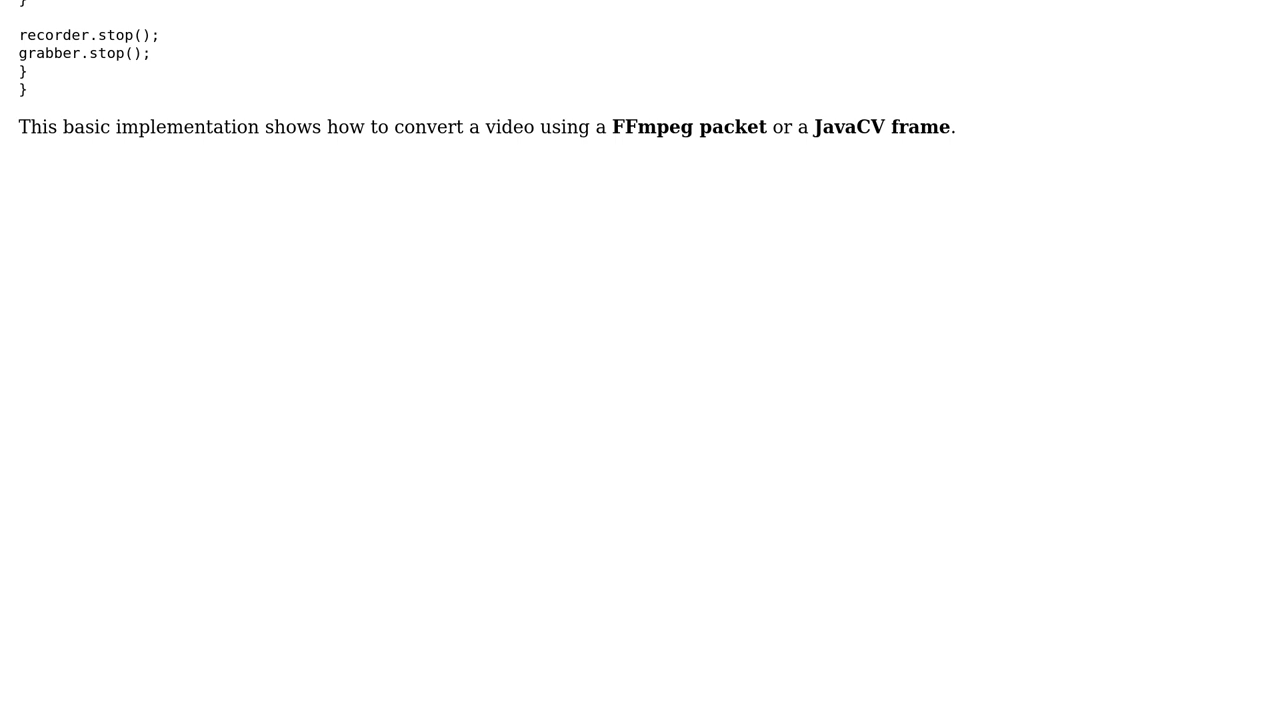 }
recorder.stop();
grabber.stop();
}
}
This basic implementation shows how to convert a video using a FFmpeg packet or a JavaCV frame.